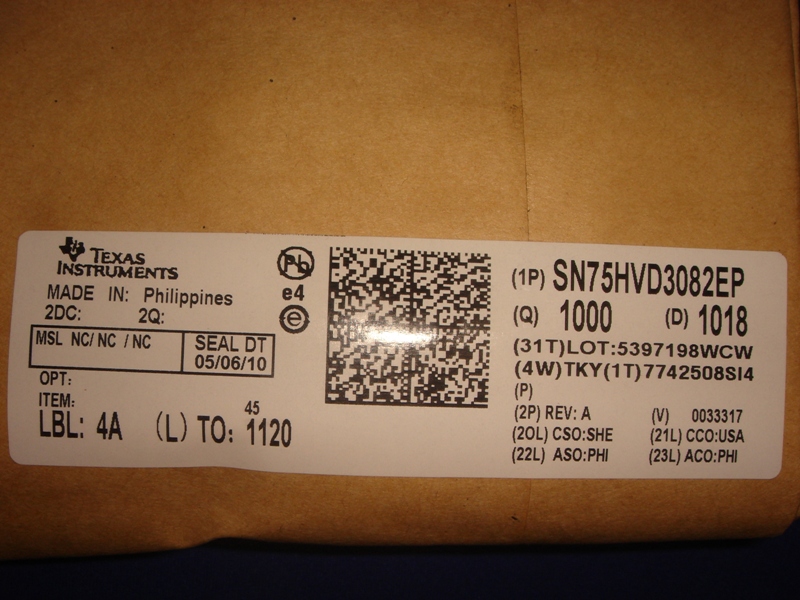 TEXAS
INSTRUMENTS
MADE IN: Philippines
2DC: 2Q:
MSL NC/ NC / NC
SEAL DT
05/06/10
OPT:
ITEM:
LBL: 4A (L) TO: 1120
45
Pb
e4
e
(1P) SN75HVD3082EP
(Q) 1000 (D) 1018
(31T)LOT:5397198WCW
(4W)TKY(1T)7742508SI4
(P)
(2P) REV: A (V) 0033317
(20L) CSO:SHE (21L) CCO:USA
(22L) ASO:PHI (23L) ACO:PHI